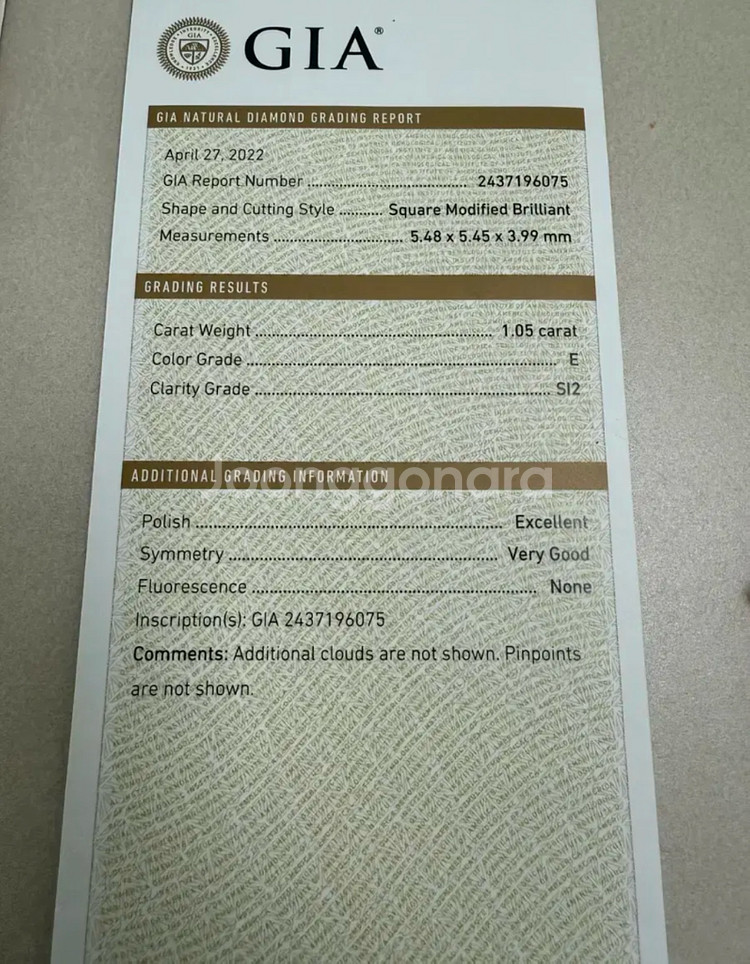 GIA®
GIA NATURAL DIAMOND GRADING REPORT
April 27, 2022
GIA Report Number ........................................ 2437196075
Shape and Cutting Style ........... Square Modified Brilliant
Measurements ................................. 5.48 x 5.45 x 3.99 mm
GRADING RESULTS
Carat Weight ............................................................ 1.05 carat
Color Grade ............................................................................ E
Clarity Grade ........................................................................ SI2
Joonggonara
ADDITIONAL GRADING INFORMATION
Polish ...................................................................... Excellent
Symmetry ............................................................. Very Good
Fluorescence ................................................................ None
Inscription(s): GIA 2437196075
Comments: Additional clouds are not shown. Pinpoints
are not shown.